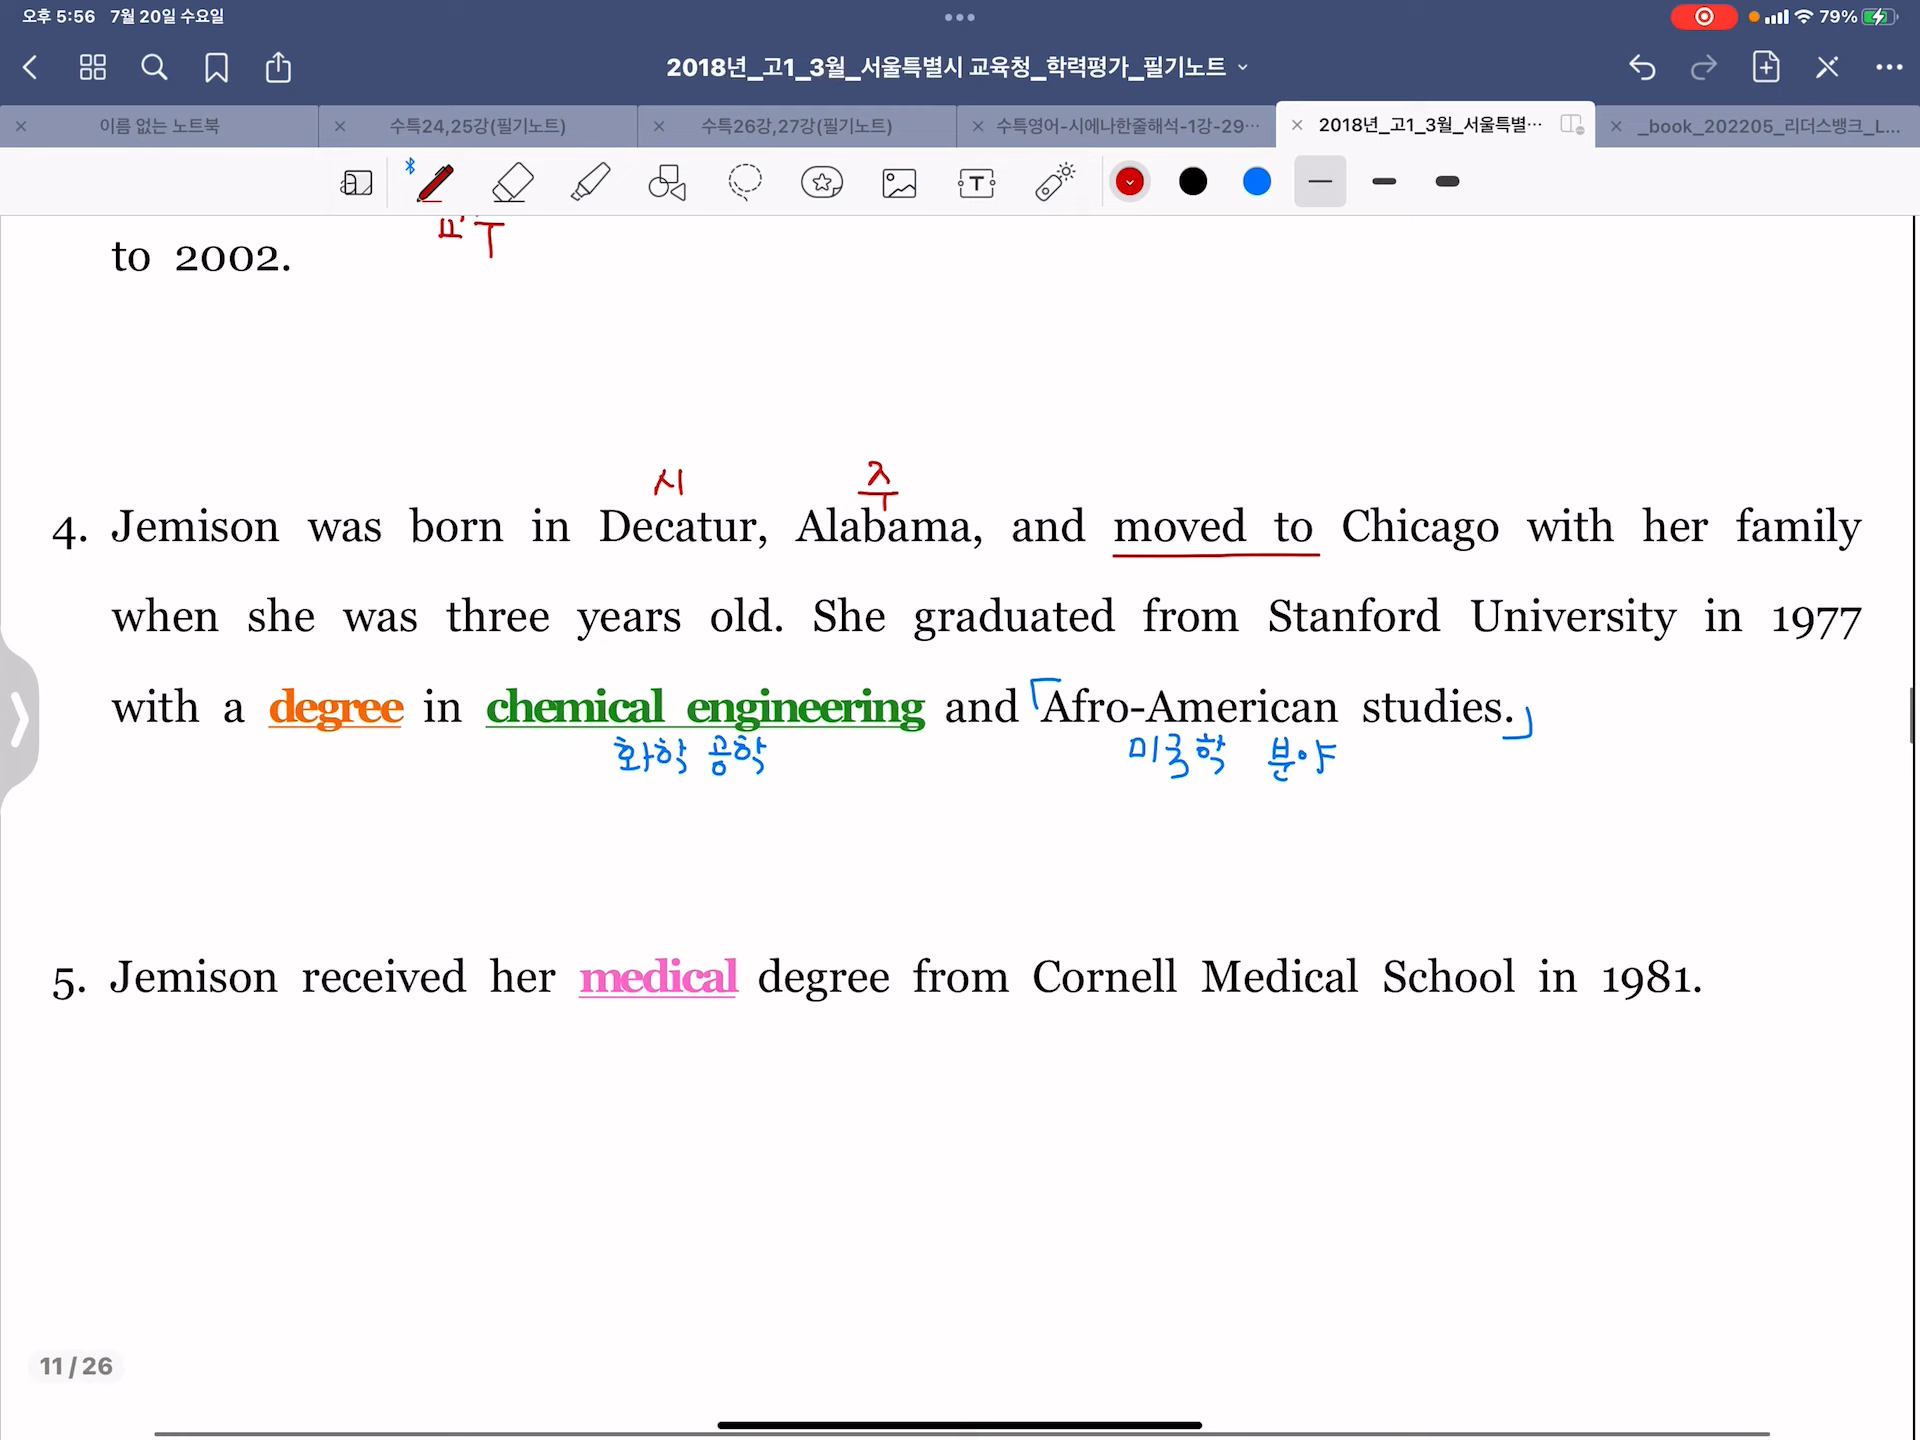 오후 5:56 7월 20일 수요일
79%
2018년_고1_3월_서울특별시 교육청_학력평가_필기노트
이름 없는 노트북
수특24,25강(필기노트)
수특26강,27강(필기노트)
수특영어-시에나한줄해석-1강-29…
2018년_고1_3월_서울특별…
_book_202205_리더스뱅크_L...
to 2002.
시 주
4. Jemison was born in Decatur, Alabama, and moved to Chicago with her family
when she was three years old. She graduated from Stanford University in 1977
with a degree in chemical engineering and 「Afro-American studies.」
화학 공학 미국학 분야
5. Jemison received her medical degree from Cornell Medical School in 1981.
11 / 26